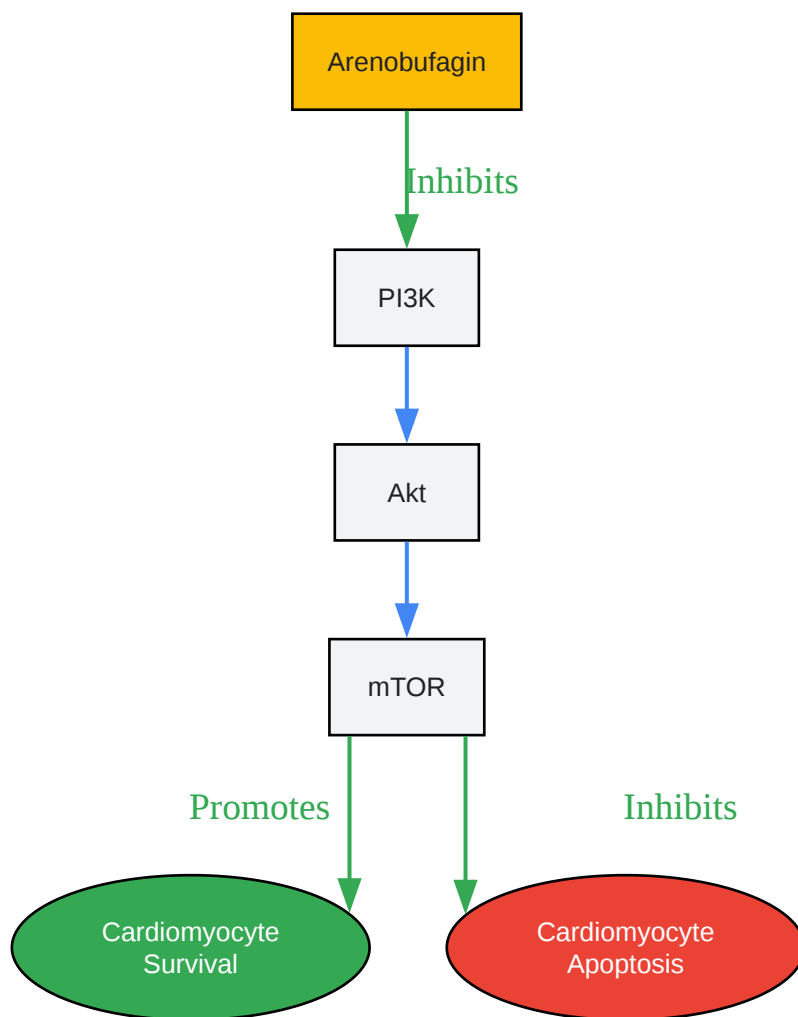 Arenobufagin
Inhibits
PI3K
Akt
mTOR
Promotes
Inhibits
Cardiomyocyte
Survival
Cardiomyocyte
Apoptosis